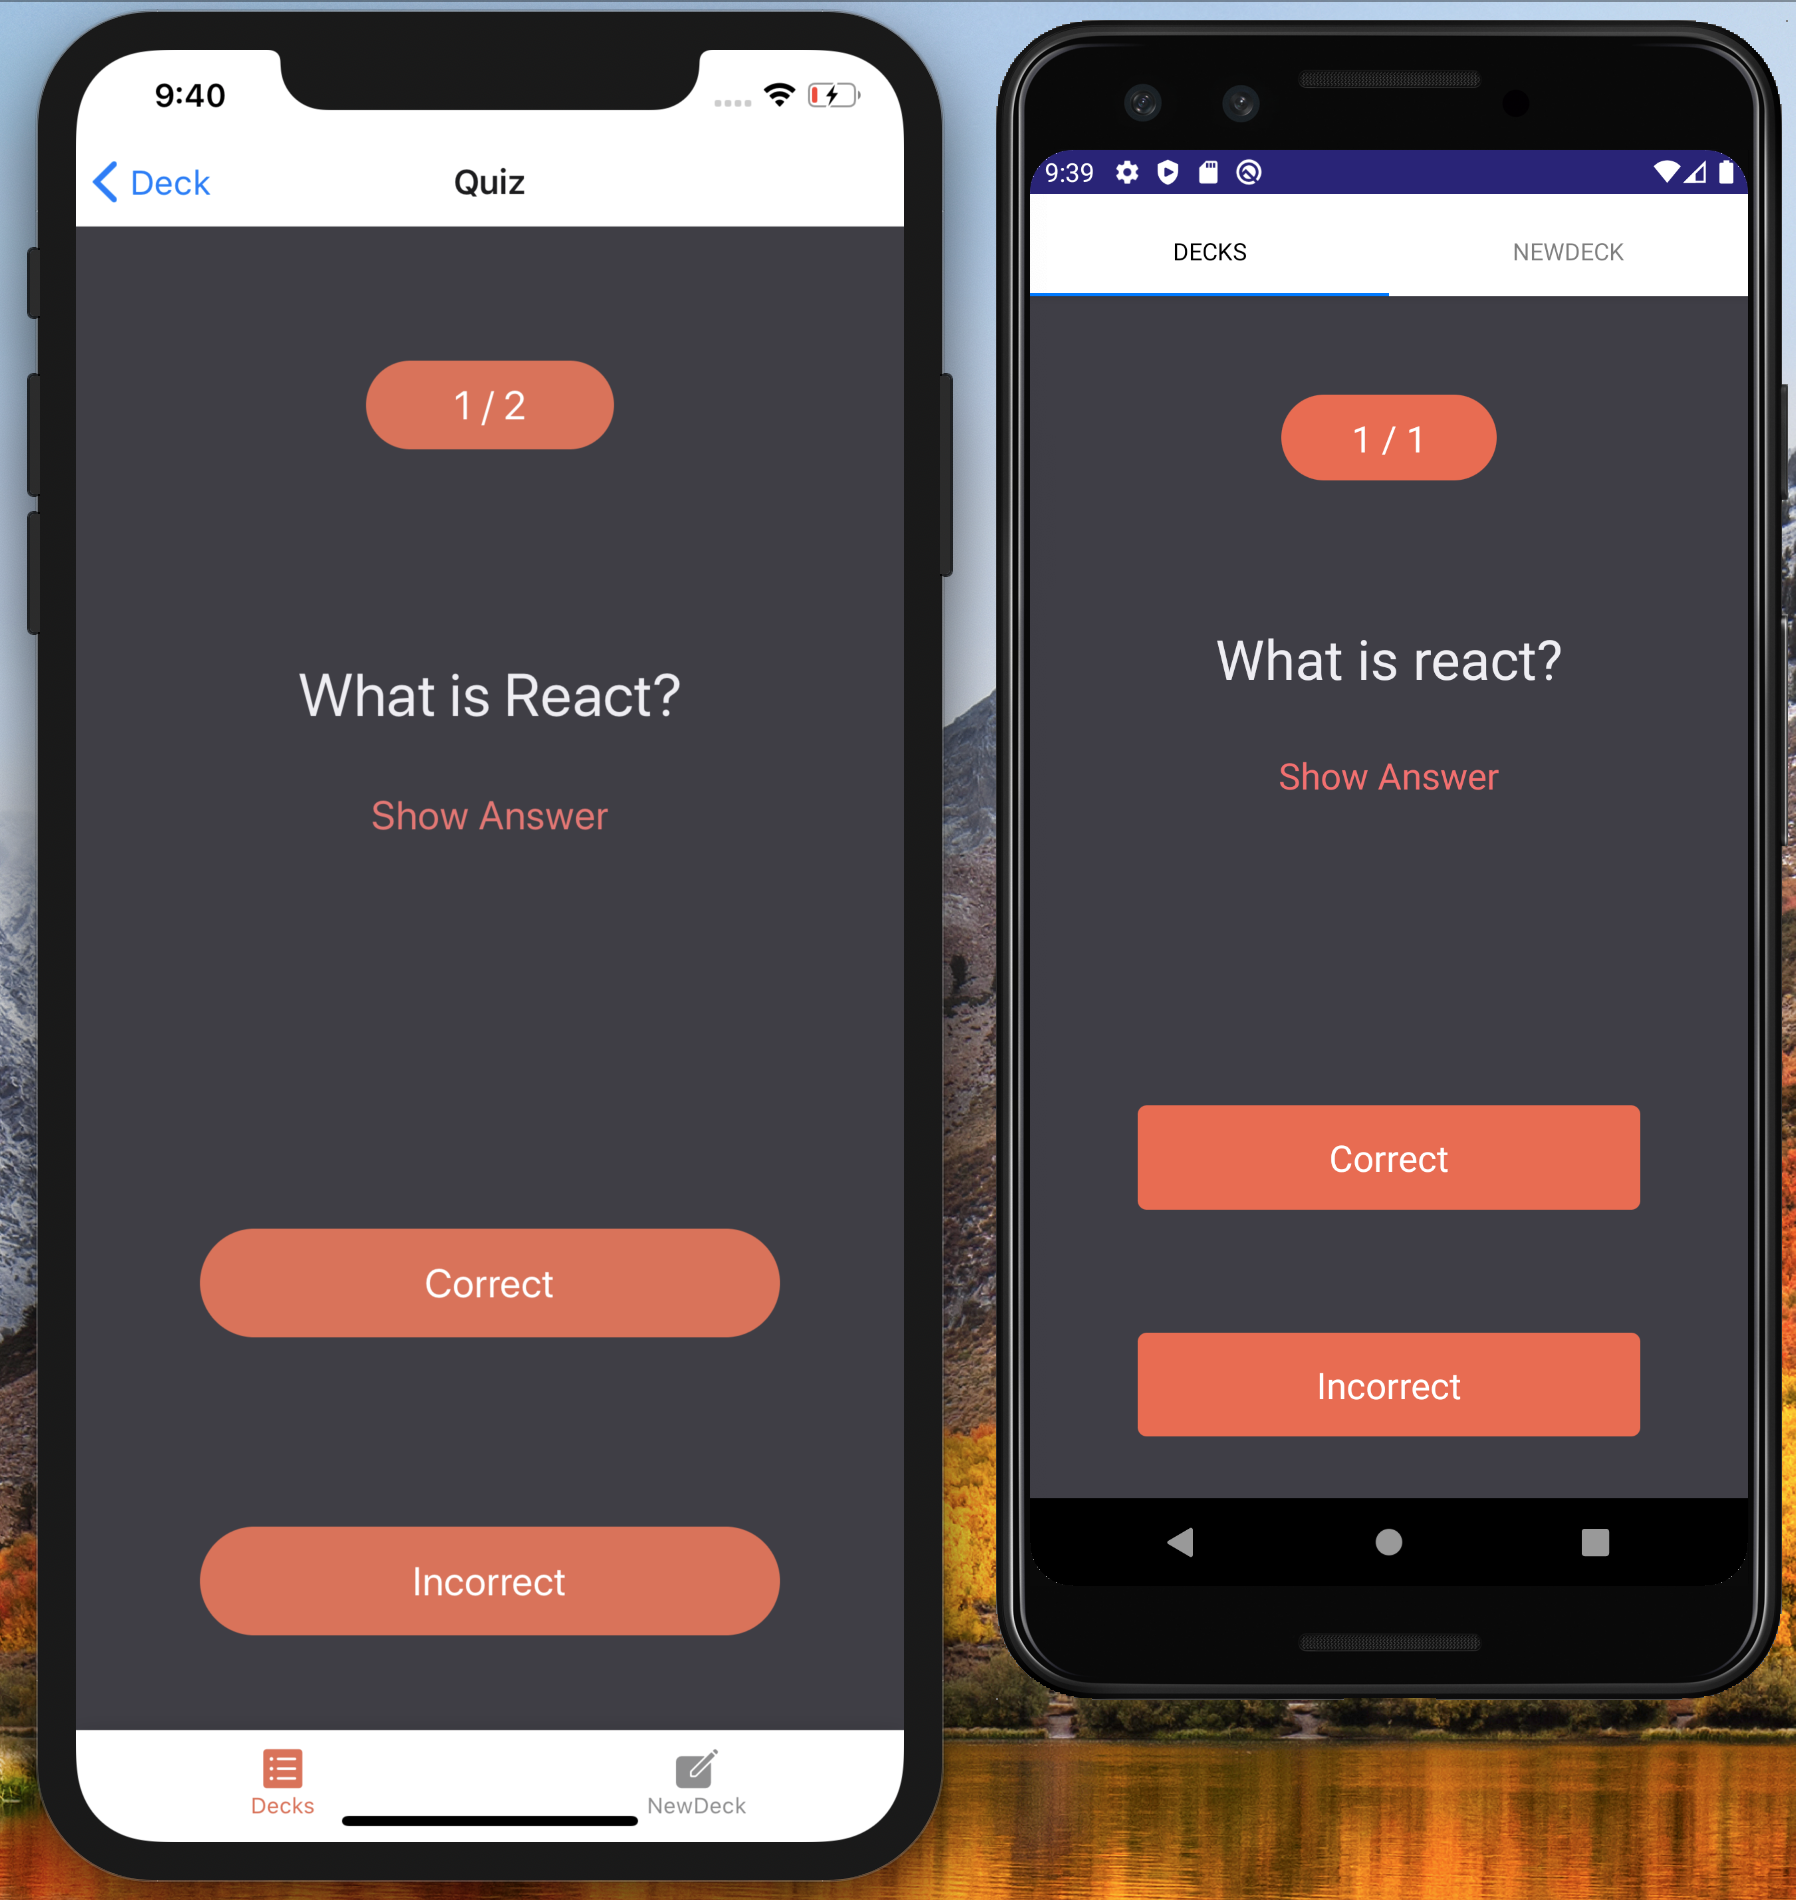 9:40
Deck
Quiz
1 / 2
What is React?
Show Answer
Correct
Incorrect
Decks
NewDeck
9:39
DECKS
NEWDECK
1 / 1
What is react?
Show Answer
Correct
Incorrect